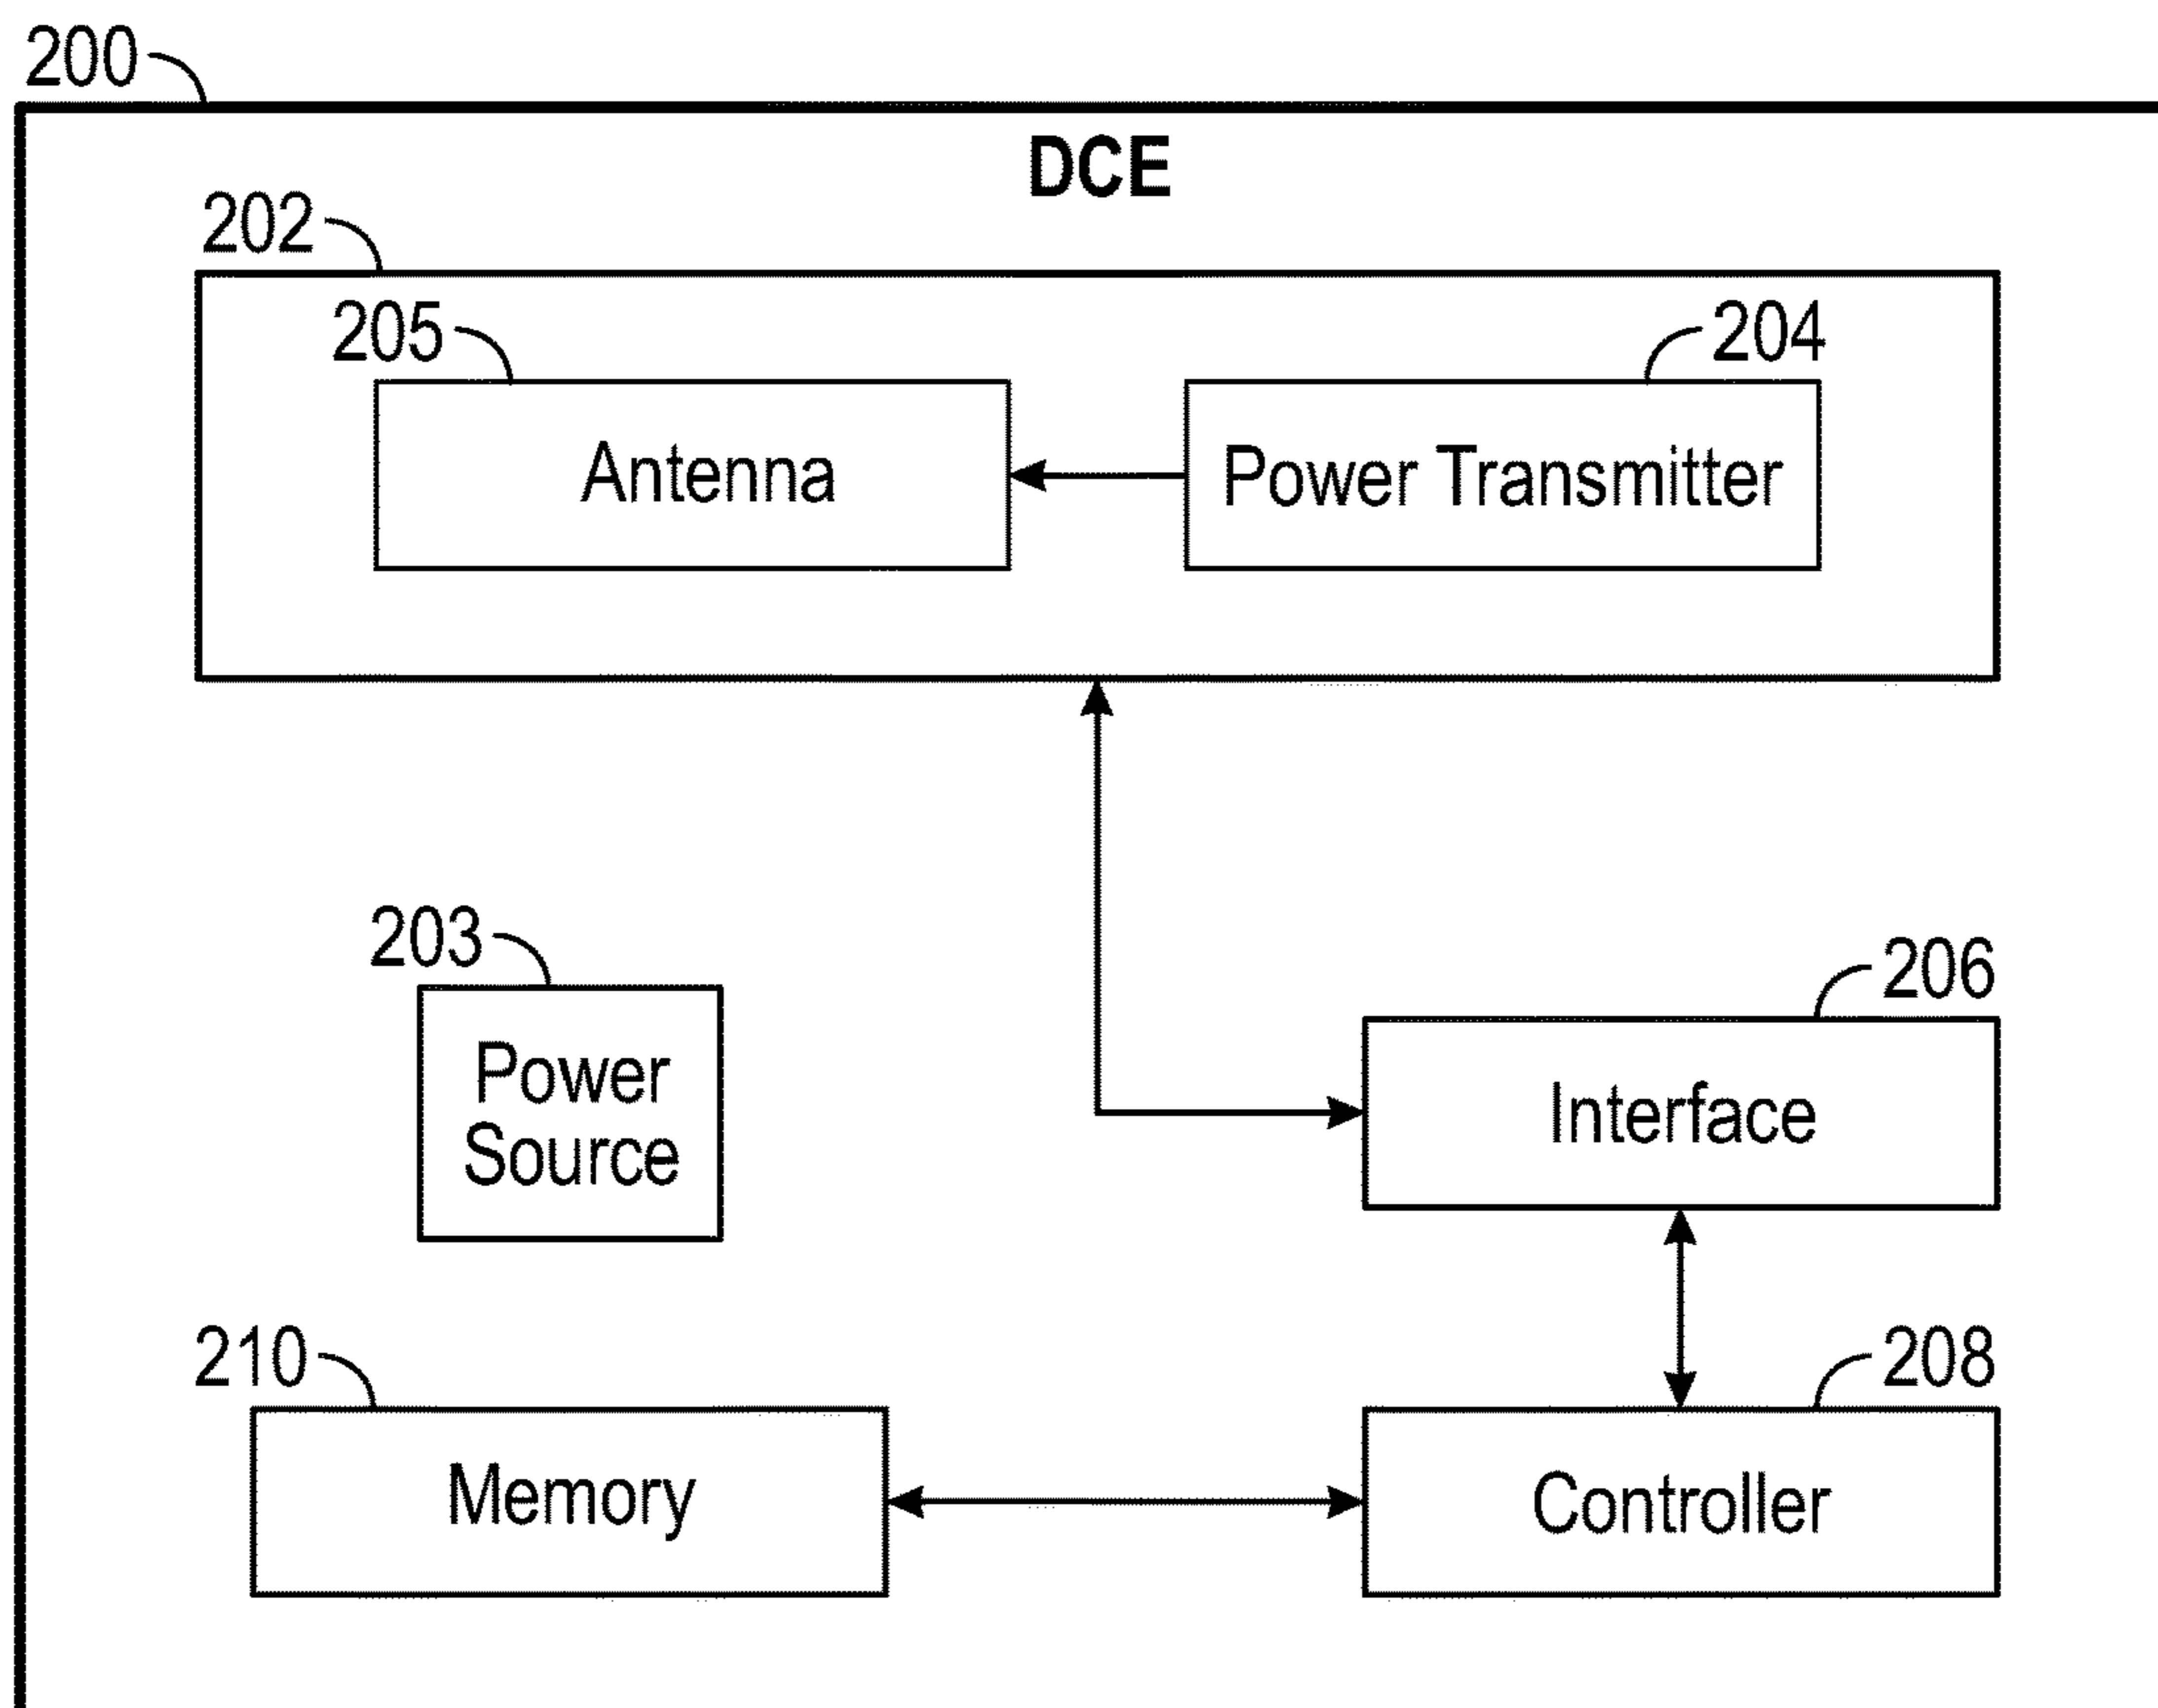 200
DCE
202
205
204
Antenna
Power Transmitter
203
206
Power
Source
Interface
210
208
Memory
Controller